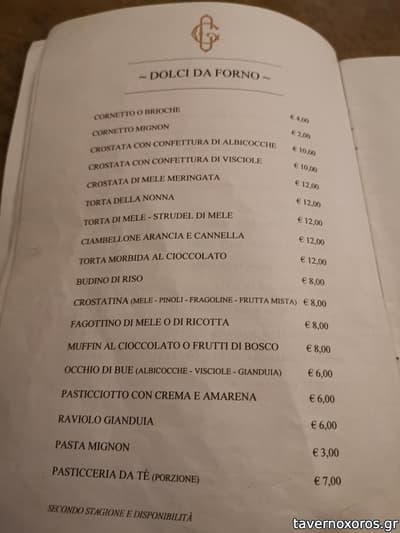 ~ DOLCI DA FORNO ~
CORNETTO O BRIOCHE € 4,00
CORNETTO MIGNON € 2,00
CROSTATA CON CONFETTURA DI ALBICOCCHE € 10,00
CROSTATA CON CONFETTURA DI VISCIOLE € 10,00
CROSTATA DI MELE MERINGATA € 12,00
TORTA DELLA NONNA € 12,00
TORTA DI MELE - STRUDEL DI MELE € 12,00
CIAMBELLONE ARANCIA E CANNELLA € 12,00
TORTA MORBIDA AL CIOCCOLATO € 12,00
BUDINO DI RISO € 8,00
CROSTATINA (MELE - PINOLI - FRAGOLINE - FRUTTA MISTA) € 8,00
FAGOTTINO DI MELE O DI RICOTTA € 8,00
MUFFIN AL CIOCCOLATO O FRUTTI DI BOSCO € 8,00
OCCHIO DI BUE (ALBICOCCHE - VISCIOLE - GIANDUIA) € 6,00
PASTICCIOTTO CON CREMA E AMARENA € 6,00
RAVIOLO GIANDUIA € 6,00
PASTA MIGNON € 3,00
PASTICCERIA DA TÈ (PORZIONE) € 7,00
SECONDO STAGIONE E DISPONIBILITÀ
tavernoxoros.gr